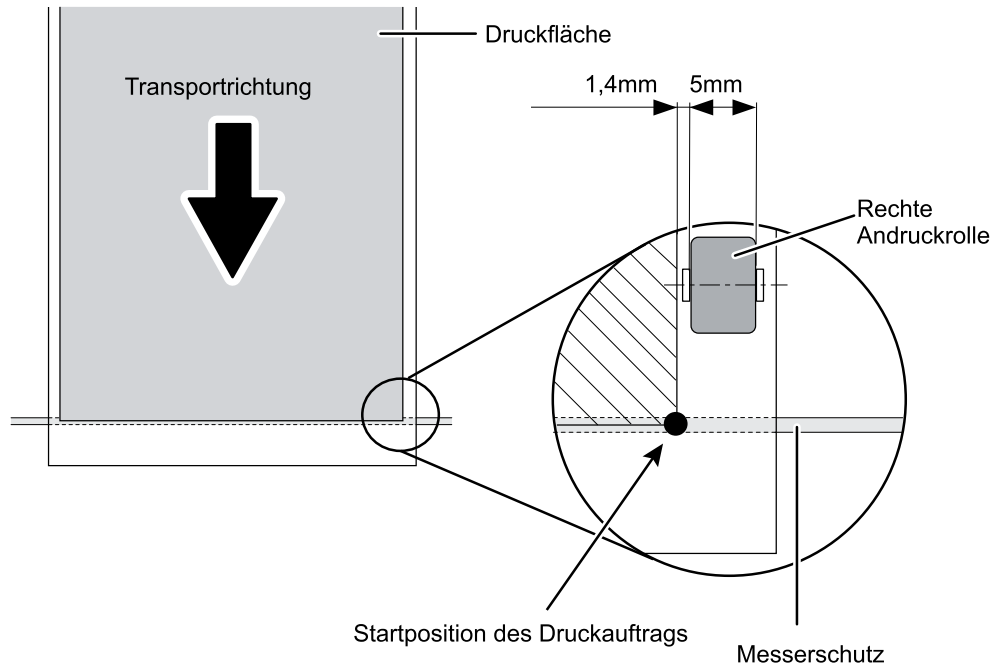 Druckfläche
Transportrichtung
1,4mm
5mm
Rechte
Andruckrolle
Startposition des Druckauftrags
Messerschutz